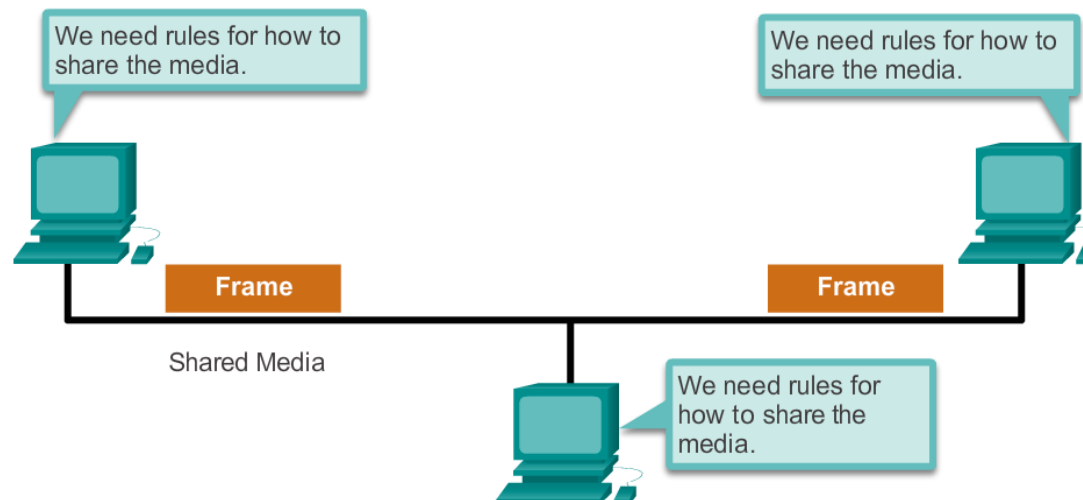 We need rules for how to
share the media.
We need rules for how to
share the media.
Frame
Frame
Shared Media
We need rules for
how to share the
media.